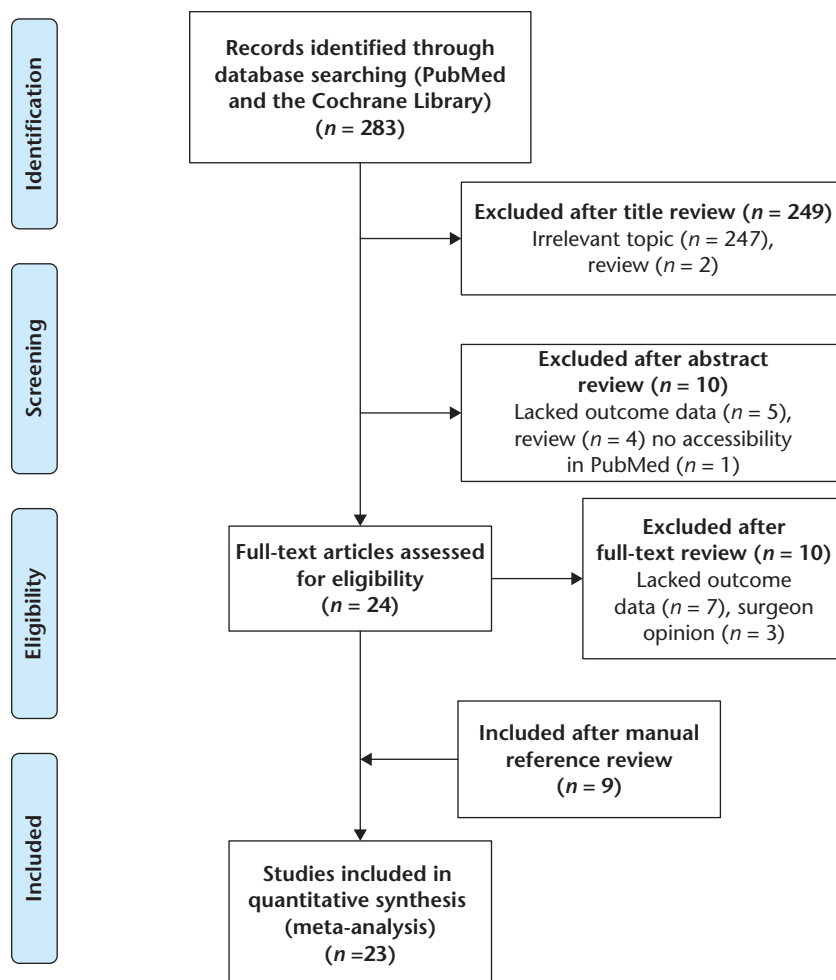 Identification
Records identified through
database searching (PubMed
and the Cochrane Library)
(n = 283)
Excluded after title review (n = 249)
Irrelevant topic (n = 247),
review (n = 2)
Screening
Excluded after abstract
review (n = 10)
Lacked outcome data (n = 5),
review (n = 4) no accessibility
in PubMed (n = 1)
Eligibility
Full-text articles assessed
for eligibility
(n = 24)
Excluded after
full-text review (n = 10)
Lacked outcome
data (n = 7), surgeon
opinion (n = 3)
Included after manual
reference review
(n = 9)
Included
Studies included in
quantitative synthesis
(meta-analysis)
(n =23)